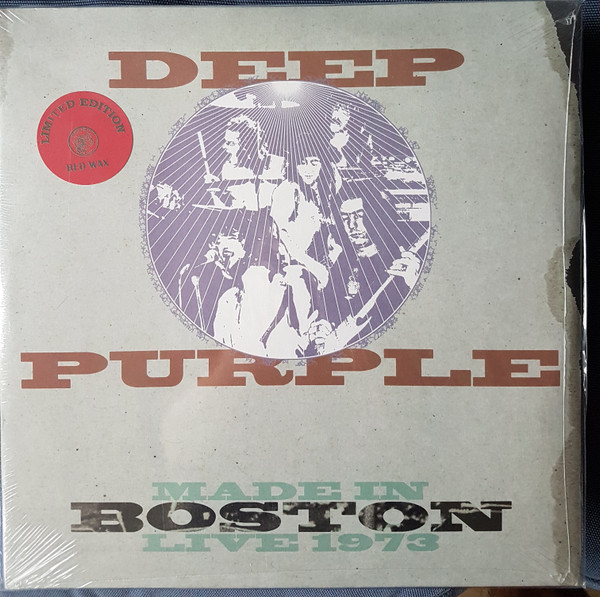 DEEP
LIMITED EDITION
RED WAX
PURPLE
MADE IN
BOSTON
LIVE 1973